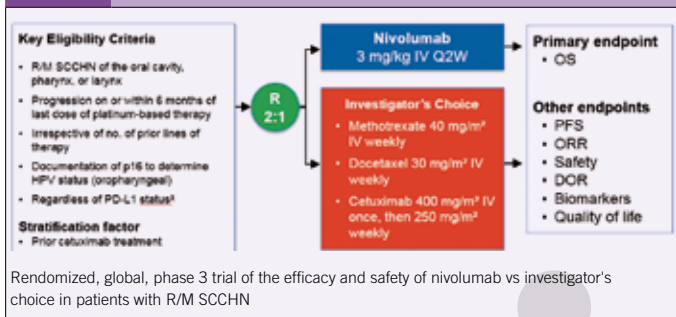 Key Eligibility Criteria
• R/M SCCHN of the oral cavity,
pharynx, or larynx
• Progression on or within 6 months of
last dose of platinum-based therapy
• Irrespective of no. of prior lines of
therapy
• Documentation of p16 to determine
HPV status (oropharyngeal)
• Regardless of PD-L1 statusᵃ
Stratification factor
• Prior cetuximab treatment
R
2:1
Nivolumab
3 mg/kg IV Q2W
Investigator's Choice
• Methotrexate 40 mg/m²
IV weekly
• Docetaxel 30 mg/m² IV
weekly
• Cetuximab 400 mg/m² IV
once, then 250 mg/m²
weekly
Primary endpoint
• OS
Other endpoints
• PFS
• ORR
• Safety
• DOR
• Biomarkers
• Quality of life
Randomized, global, phase 3 trial of the efficacy and safety of nivolumab vs investigator's
choice in patients with R/M SCCHN